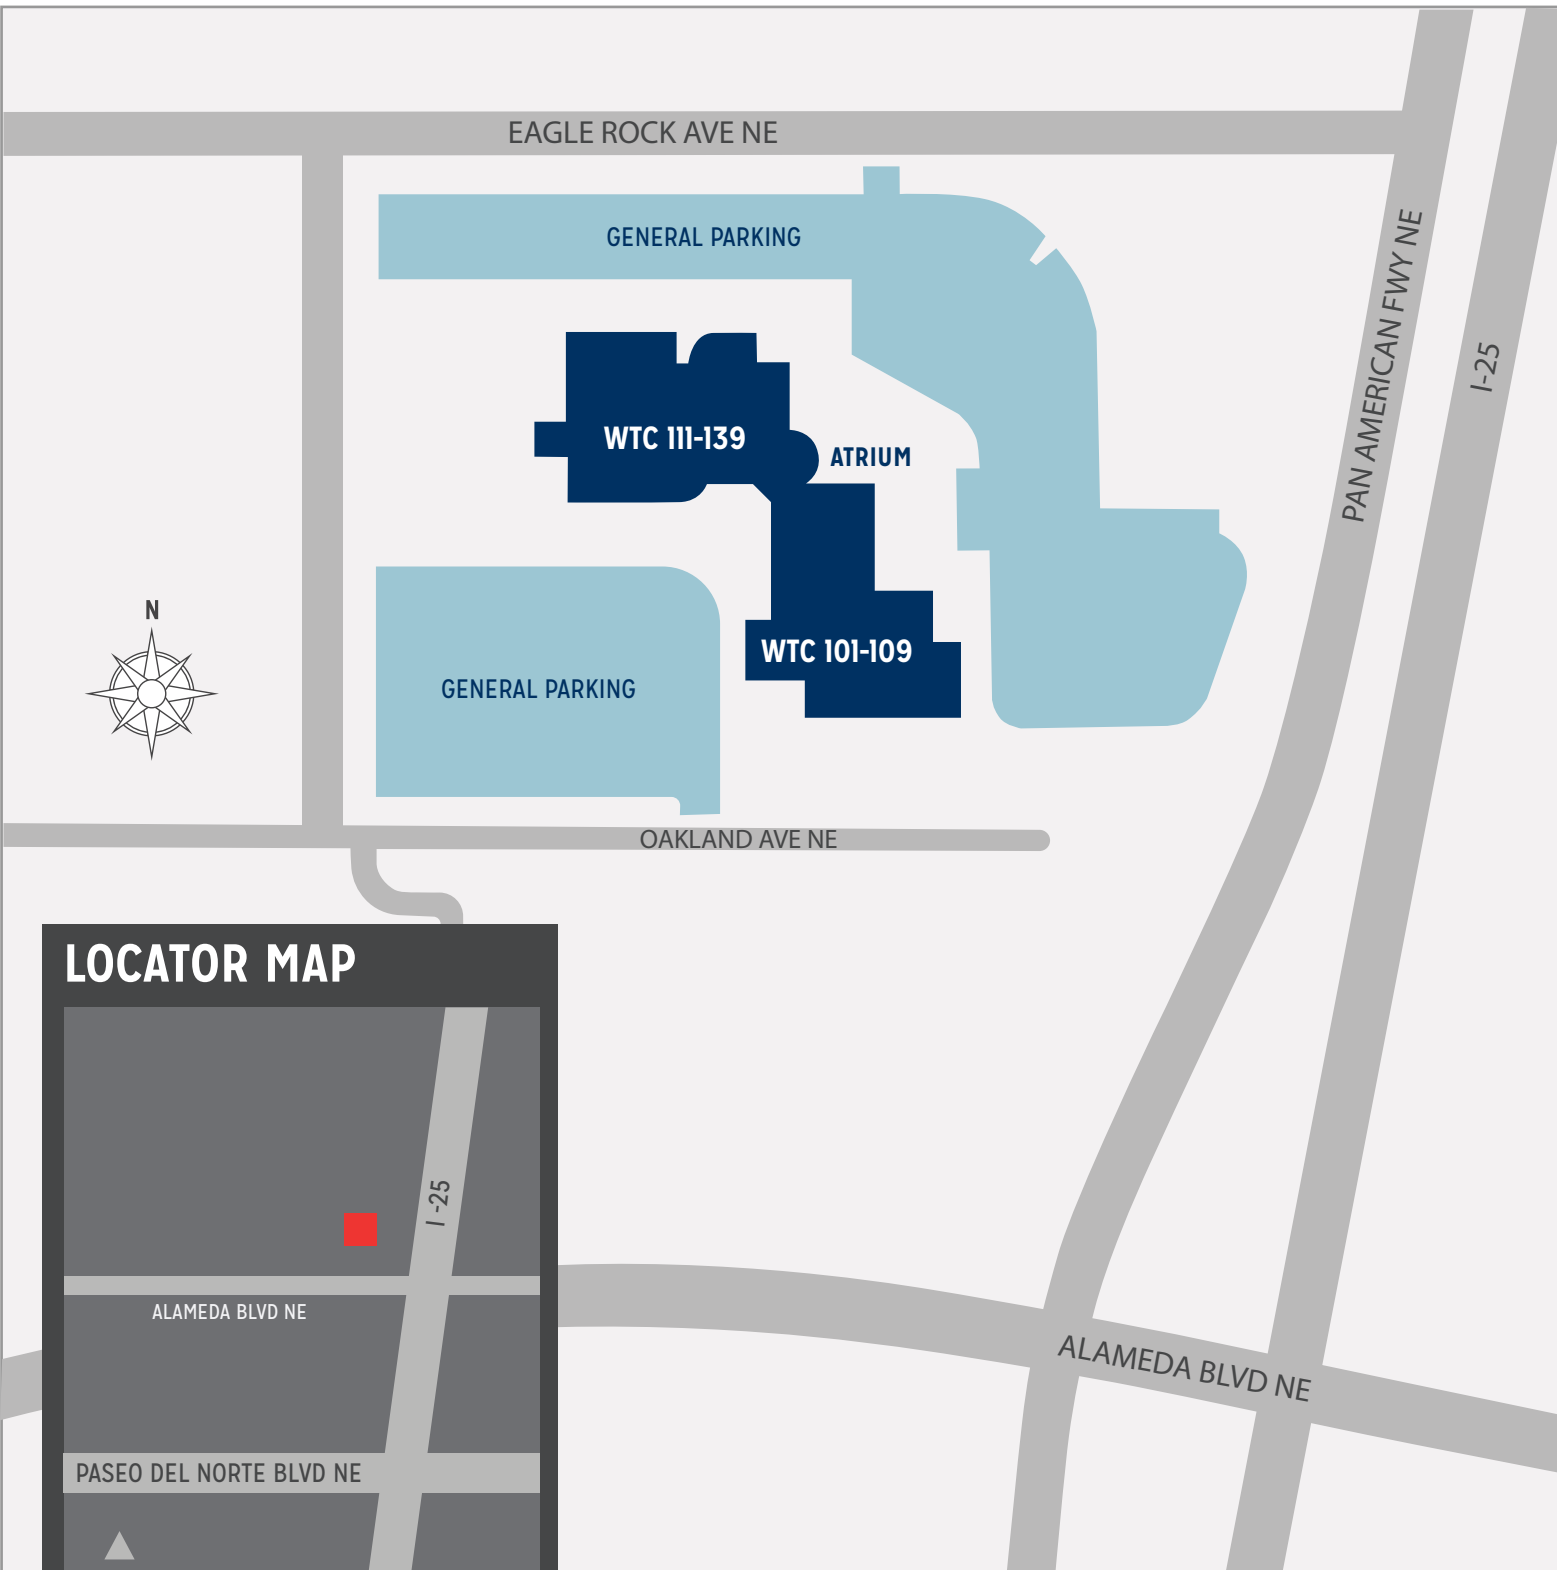 EAGLE ROCK AVE NE
GENERAL PARKING
PAN AMERICAN FWY NE
I-25
WTC 111-139
ATRIUM
N
WTC 101-109
GENERAL PARKING
OAKLAND AVE NE
LOCATOR MAP
I -25
ALAMEDA BLVD NE
ALAMEDA BLVD NE
PASEO DEL NORTE BLVD NE